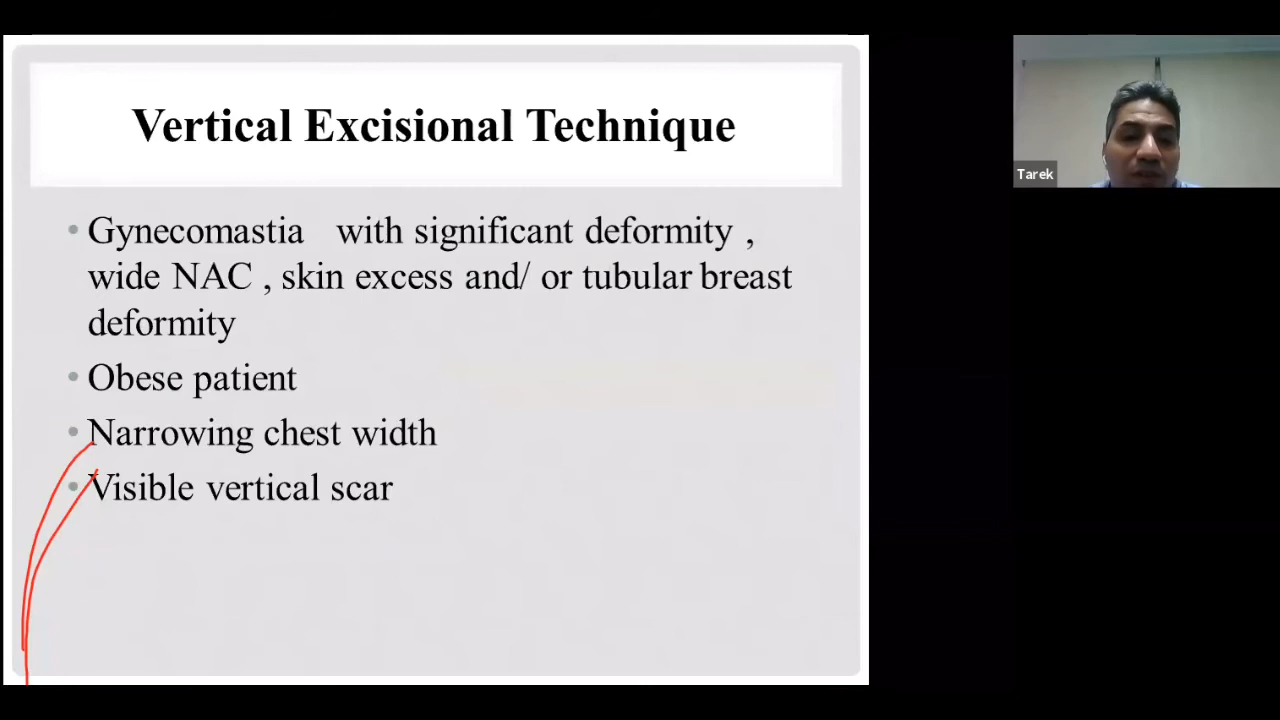 Vertical Excisional Technique
• Gynecomastia with significant deformity ,
wide NAC , skin excess and/ or tubular breast
deformity
• Obese patient
• Narrowing chest width
• Visible vertical scar
Tarek